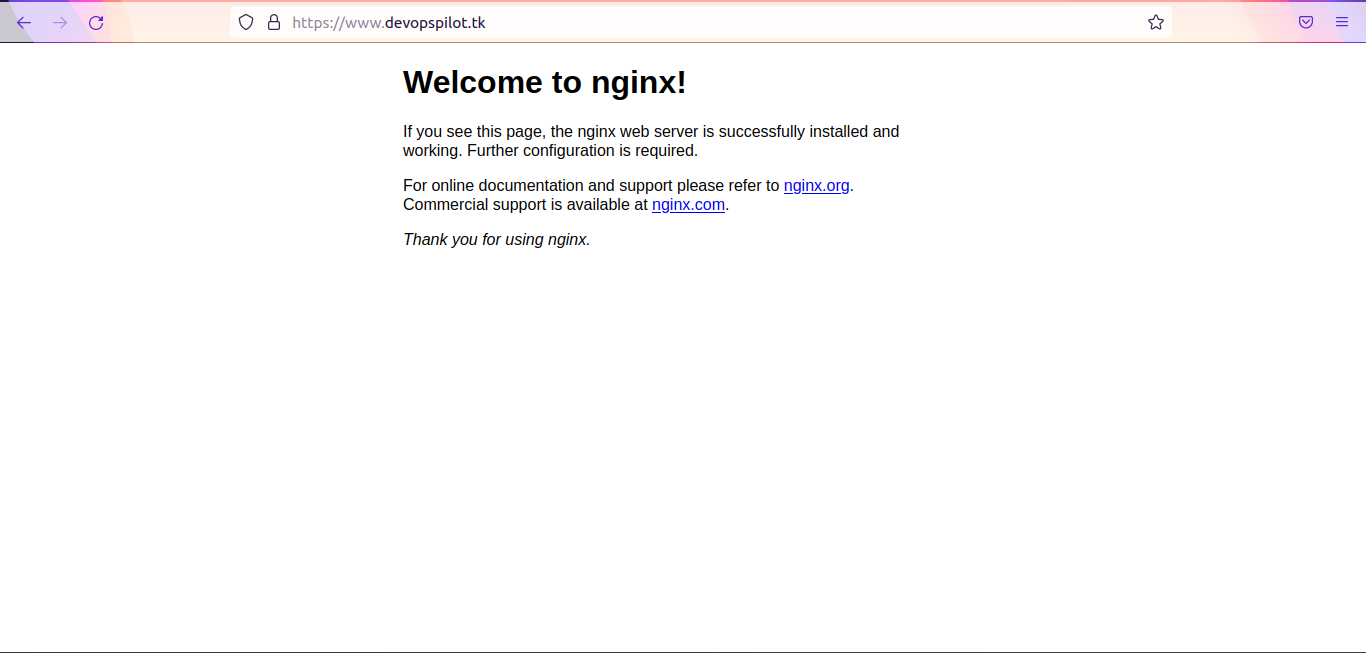 https://www.devopspilot.tk
Welcome to nginx!
If you see this page, the nginx web server is successfully installed and
working. Further configuration is required.
For online documentation and support please refer to nginx.org.
Commercial support is available at nginx.com.
Thank you for using nginx.